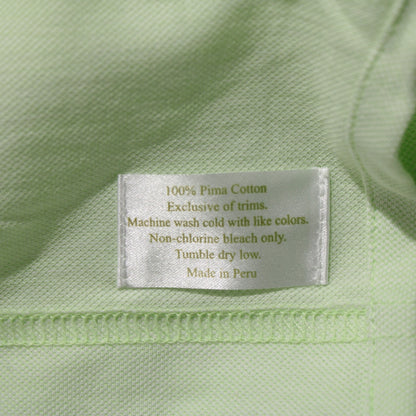 100% Pima Cotton
Exclusive of trims.
Machine wash cold with like colors.
Non-chlorine bleach only.
Tumble dry low.
Made in Peru